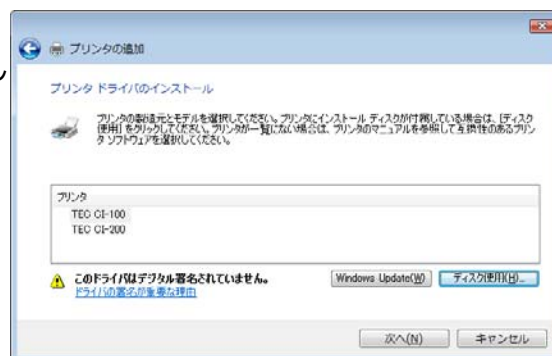 プリンタの追加
プリンタ ドライバのインストール
プリンタの製造元とモデルを選択してください。プリンタにインストール ディスクが付属している場合は、[ディスク
使用] をクリックしてください。プリンタが一覧にない場合は、プリンタのマニュアルを参照して互換性のあるプリン
タ ソフトウェアを選択してください。
プリンタ
TEC CI-100
TEC CI-200
このドライバはデジタル署名されていません。
ドライバの署名が重要な理由
Windows Update(W)
ディスク使用(H)...
次へ(N)
キャンセル